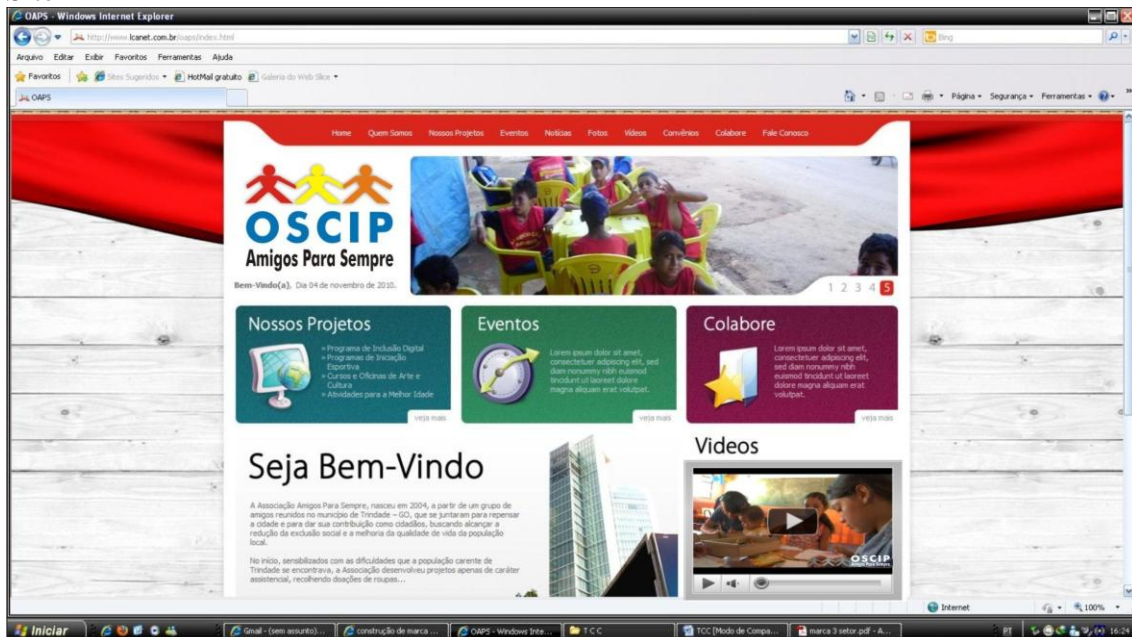 OAPS - Windows Internet Explorer
http://www.lcanet.com.br/oaps/index.html
Bing
Arquivo Editar Exibir Favoritos Ferramentas Ajuda
Favoritos Sites Sugeridos HotMail gratuito Galeria do Web Slice
OAPS
Página Segurança Ferramentas
Home Quem Somos Nossos Projetos Eventos Notícias Fotos Vídeos Convênios Colabore Fale Conosco
OSCIP
Amigos Para Sempre
Bem-Vindo(a), Dia 04 de novembro de 2010.
1 2 3 4 5
Nossos Projetos
» Programa de Inclusão Digital
» Programas de Iniciação
Esportiva
» Cursos e Oficinas de Arte e
Cultura
» Atividades para a Melhor Idade
veja mais
Eventos
Lorem ipsum dolor sit amet,
consectetuer adipiscing elit, sed
diam nonummy nibh euismod
tincidunt ut laoreet dolore
magna aliquam erat volutpat.
veja mais
Colabore
Lorem ipsum dolor sit amet,
consectetuer adipiscing elit,
sed diam nonummy nibh
euismod tincidunt ut laoreet
dolore magna aliquam erat
volutpat.
veja mais
Seja Bem-Vindo
A Associação Amigos Para Sempre, nasceu em 2004, a partir de um grupo de
amigos reunidos no município de Trindade – GO, que se juntaram para repensar
a cidade e para dar sua contribuição como cidadãos, buscando alcançar a
redução da exclusão social e a melhoria da qualidade de vida da população
local.
No início, sensibilizados com as dificuldades que a população carente de
Trindade se encontrava, a Associação desenvolveu projetos apenas de caráter
assistencial, recolhendo doações de roupas...
Videos
OSCIP
Internet
100%
Iniciar
Gmail - (sem assunto)...
construção de marca ...
OAPS - Windows Inte...
TCC
TCC [Modo de Compa...
marca 3 setor.pdf - A...
PT
16:26